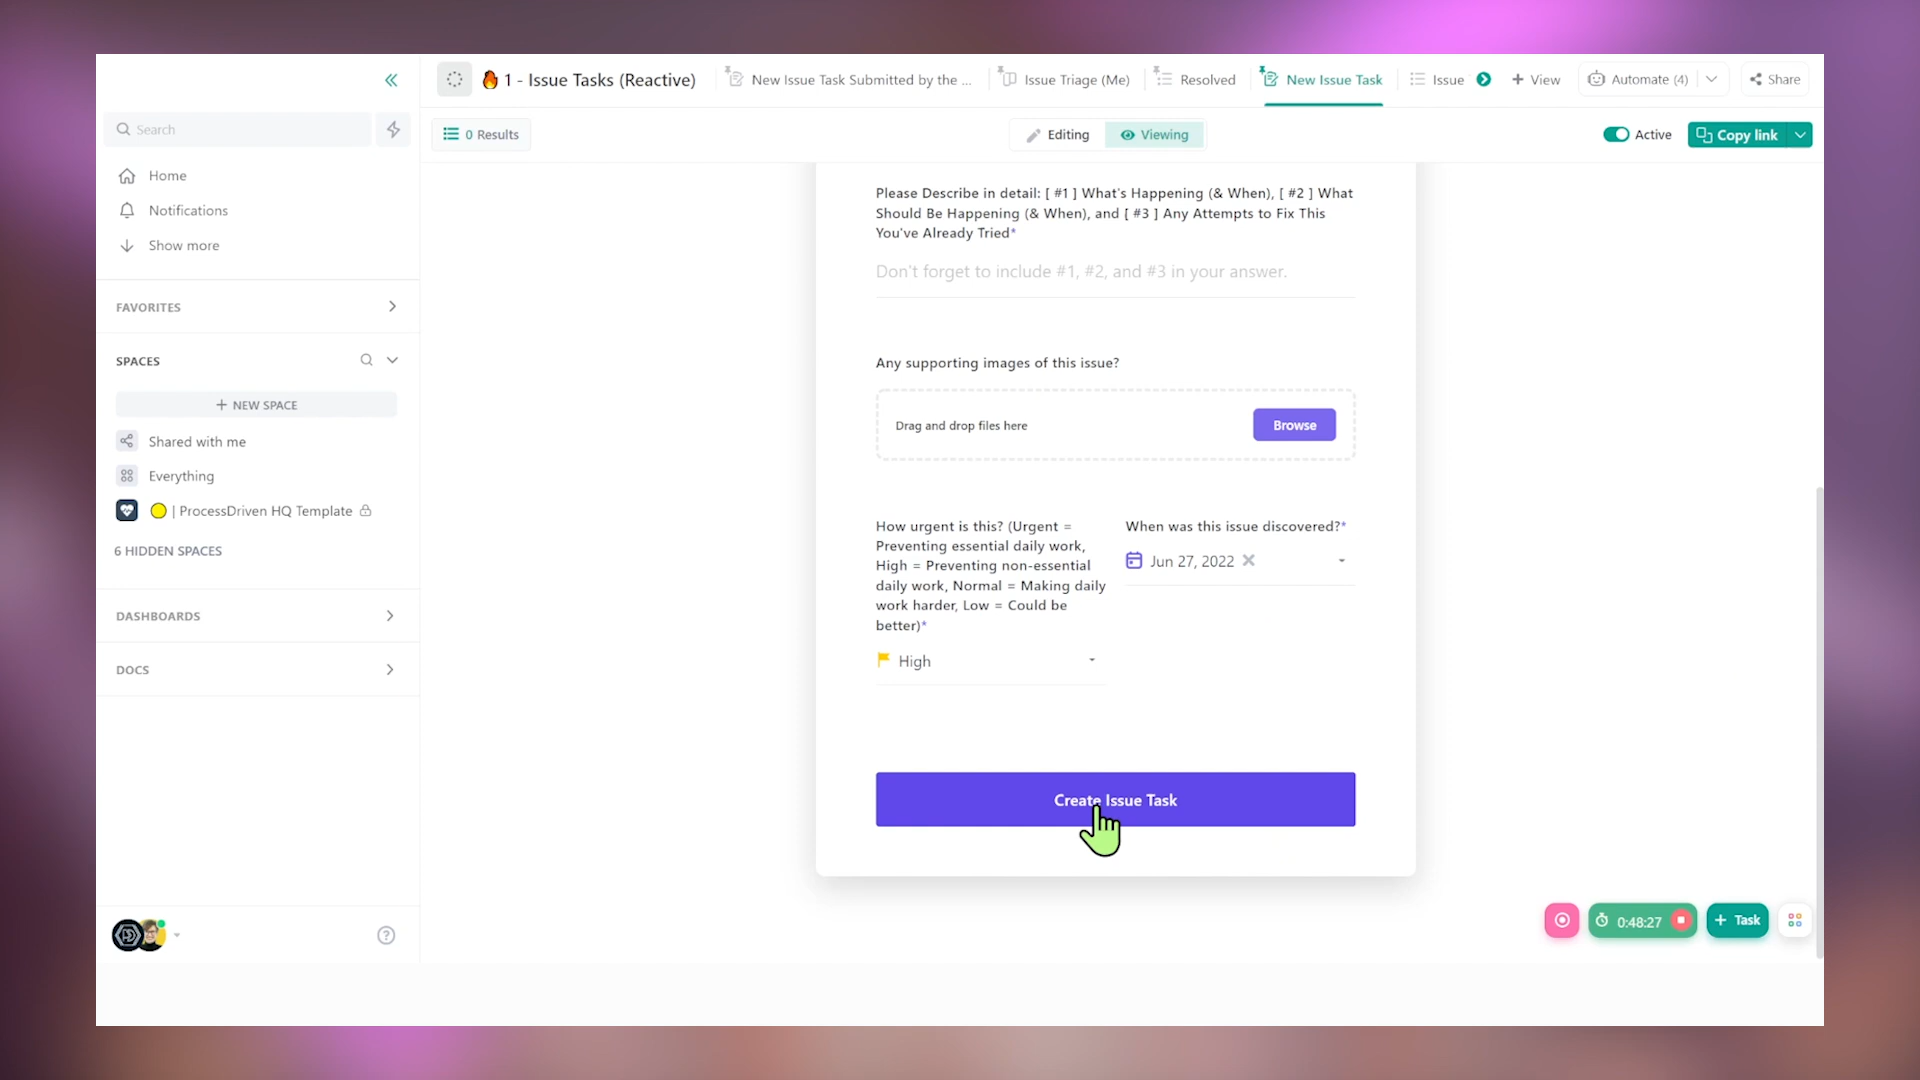 1 - Issue Tasks (Reactive)
New Issue Task Submitted by the ...
Issue Triage (Me)
Resolved
New Issue Task
Issue
+ View
Automate (4)
Share
Search
0 Results
Editing
Viewing
Active
Copy link
Home
Notifications
Show more
FAVORITES
SPACES
+ NEW SPACE
Shared with me
Everything
| ProcessDriven HQ Template
6 HIDDEN SPACES
DASHBOARDS
DOCS
Please Describe in detail: [ #1 ] What's Happening (& When), [ #2 ] What
Should Be Happening (& When), and [ #3 ] Any Attempts to Fix This
You've Already Tried*
Don't forget to include #1, #2, and #3 in your answer.
Any supporting images of this issue?
Drag and drop files here
Browse
How urgent is this? (Urgent =
Preventing essential daily work,
High = Preventing non-essential
daily work, Normal = Making daily
work harder, Low = Could be
better)*
High
When was this issue discovered?*
Jun 27, 2022
Create Issue Task
0:48:27
+ Task